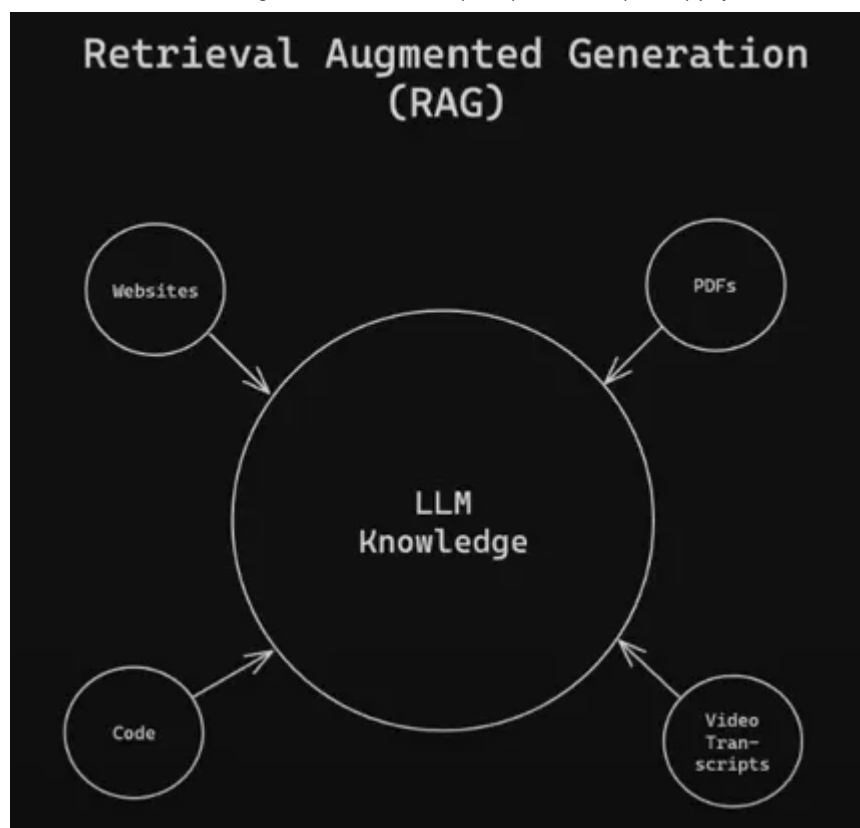 Retrieval Augmented Generation
(RAG)
Websites
PDFs
LLM
Knowledge
Code
Video
Tran-
scripts